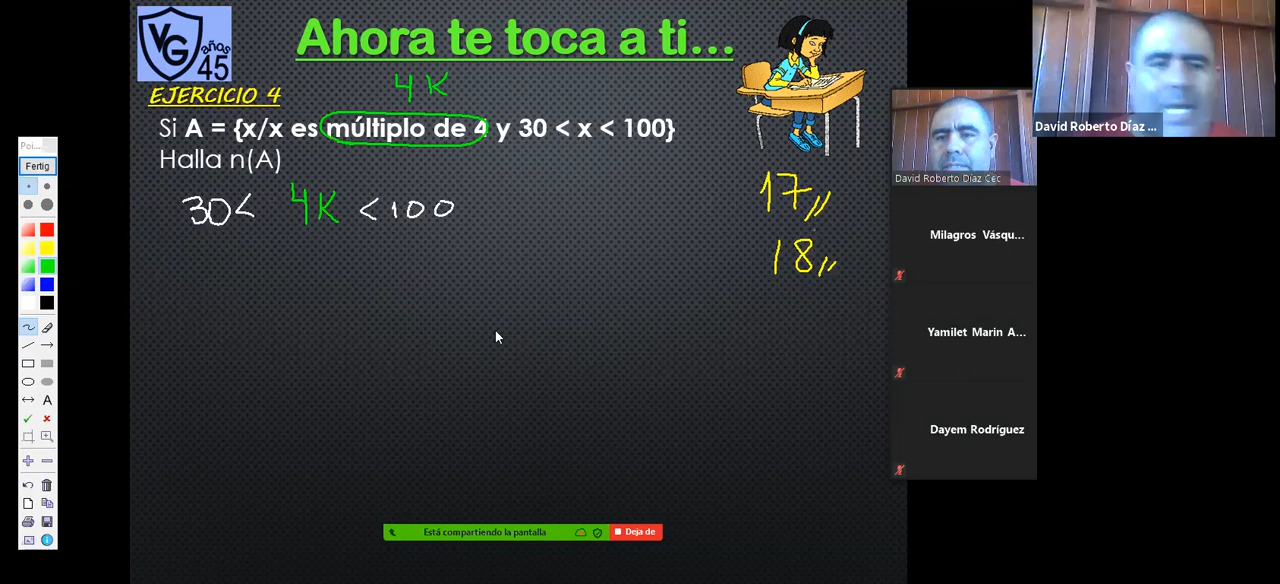 VG
años
45
Ahora te toca a ti...
4 K
EJERCICIO 4
Si A = {x/x es múltiplo de 4 y 30 < x < 100}
Halla n(A)
30 < 4K < 100
17,,
18,,
Poi...
Fertig
A
David Roberto Díaz ...
David Roberto Díaz Cec
Milagros Vásqu...
Yamilet Marin A...
Dayem Rodríguez
Está compartiendo la pantalla
Deja de